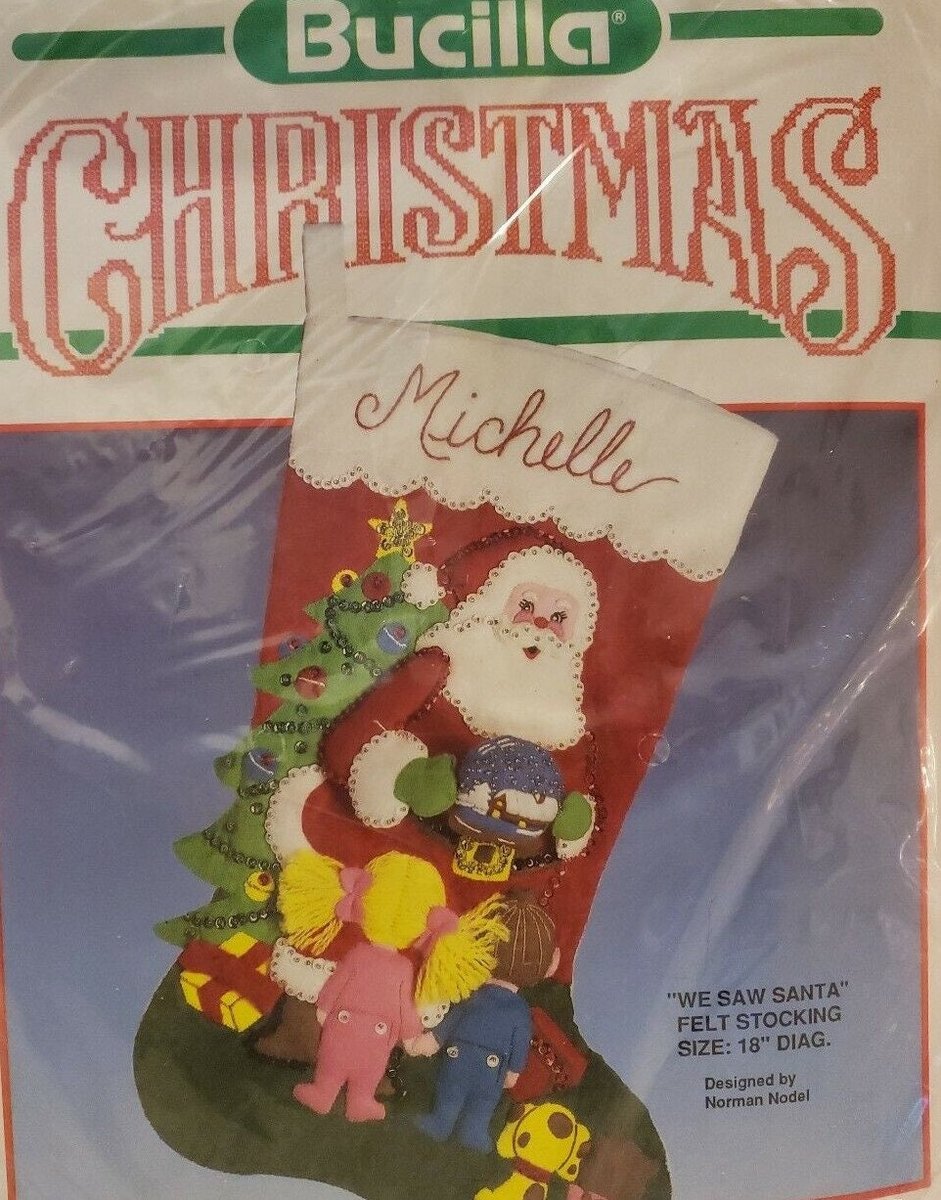 Bucilla®
CHRISTMAS
Michelle
"WE SAW SANTA"
FELT STOCKING
SIZE: 18" DIAG.
Designed by
Norman Nodel